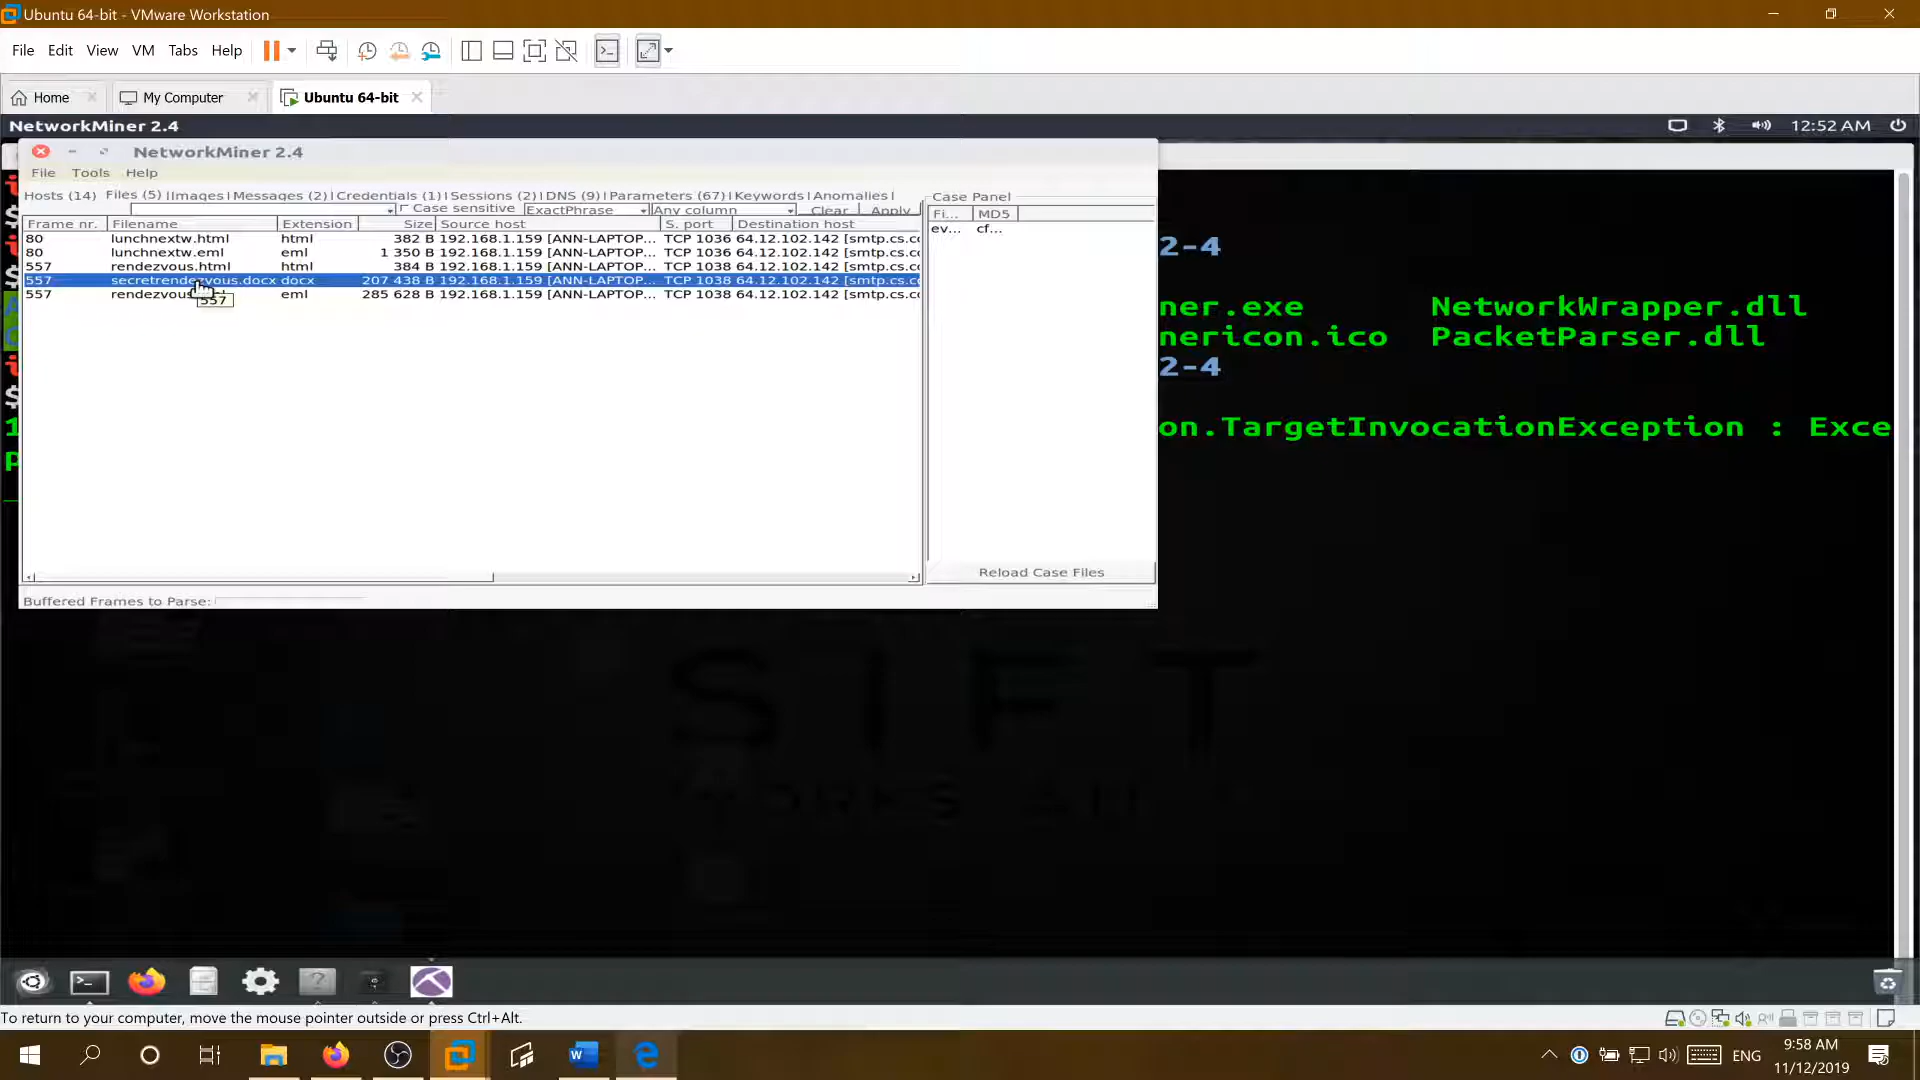 Ubuntu 64-bit - VMware Workstation
File Edit View VM Tabs Help
Home My Computer Ubuntu 64-bit
NetworkMiner 2.4 12:52 AM
NetworkMiner 2.4
File Tools Help
Hosts (14) Files (5) Images Messages (2) Credentials (1) Sessions (2) DNS (9) Parameters (67) Keywords Anomalies
Case Panel
Case sensitive ExactPhrase Any column Clear Apply
Fi... MD5
Frame nr. Filename Extension Size Source host S. port Destination host
ev... cf...
80 lunchnextw.html html 382 B 192.168.1.159 [ANN-LAPTOP... TCP 1036 64.12.102.142 [smtp.cs.co
80 lunchnextw.eml eml 1 350 B 192.168.1.159 [ANN-LAPTOP... TCP 1036 64.12.102.142 [smtp.cs.co
557 rendezvous.html html 384 B 192.168.1.159 [ANN-LAPTOP... TCP 1038 64.12.102.142 [smtp.cs.co
557 secretrendezvous.docx docx 207 438 B 192.168.1.159 [ANN-LAPTOP... TCP 1038 64.12.102.142 [smtp.cs.co
557 rendezvous eml 285 628 B 192.168.1.159 [ANN-LAPTOP... TCP 1038 64.12.102.142 [smtp.cs.co
557
2-4
ner.exe NetworkWrapper.dll
nericon.ico PacketParser.dll
2-4
on.TargetInvocationException : Exce
Reload Case Files
Buffered Frames to Parse:
SIFT
To return to your computer, move the mouse pointer outside or press Ctrl+Alt.
ENG
9:58 AM
11/12/2019